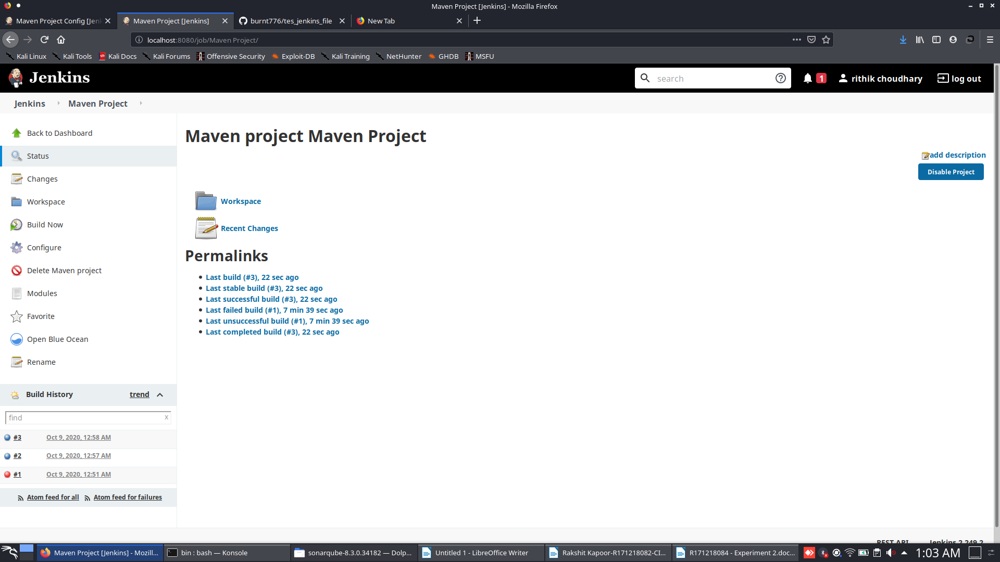 Maven Project [Jenkins] - Mozilla Firefox
Maven Project Config [Jen
Maven Project [Jenkins]
burnt776/tes_jenkins_file
New Tab
localhost:8080/job/Maven Project/
Kali Linux
Kali Tools
Kali Docs
Kali Forums
Offensive Security
Exploit-DB
Kali Training
NetHunter
GHDB
MSFU
Jenkins
search
1
rithik choudhary
log out
Jenkins
Maven Project
Back to Dashboard
Status
Changes
Workspace
Build Now
Configure
Delete Maven project
Modules
Favorite
Open Blue Ocean
Rename
Build History
trend
find
x
#3 Oct 9, 2020, 12:58 AM
#2 Oct 9, 2020, 12:57 AM
#1 Oct 9, 2020, 12:51 AM
Atom feed for all
Atom feed for failures
Maven project Maven Project
add description
Disable Project
Workspace
Recent Changes
Permalinks
Last build (#3), 22 sec ago
Last stable build (#3), 22 sec ago
Last successful build (#3), 22 sec ago
Last failed build (#1), 7 min 39 sec ago
Last unsuccessful build (#1), 7 min 39 sec ago
Last completed build (#3), 22 sec ago
REST API
Jenkins 2.249.2
Maven Project [Jenkins] - Mozill...
bin : bash — Konsole
sonarqube-8.3.0.34182 — Dolp...
Untitled 1 - LibreOffice Writer
Rakshit Kapoor-R171218082-CI...
R171218084 - Experiment 2.doc...
1:03 AM